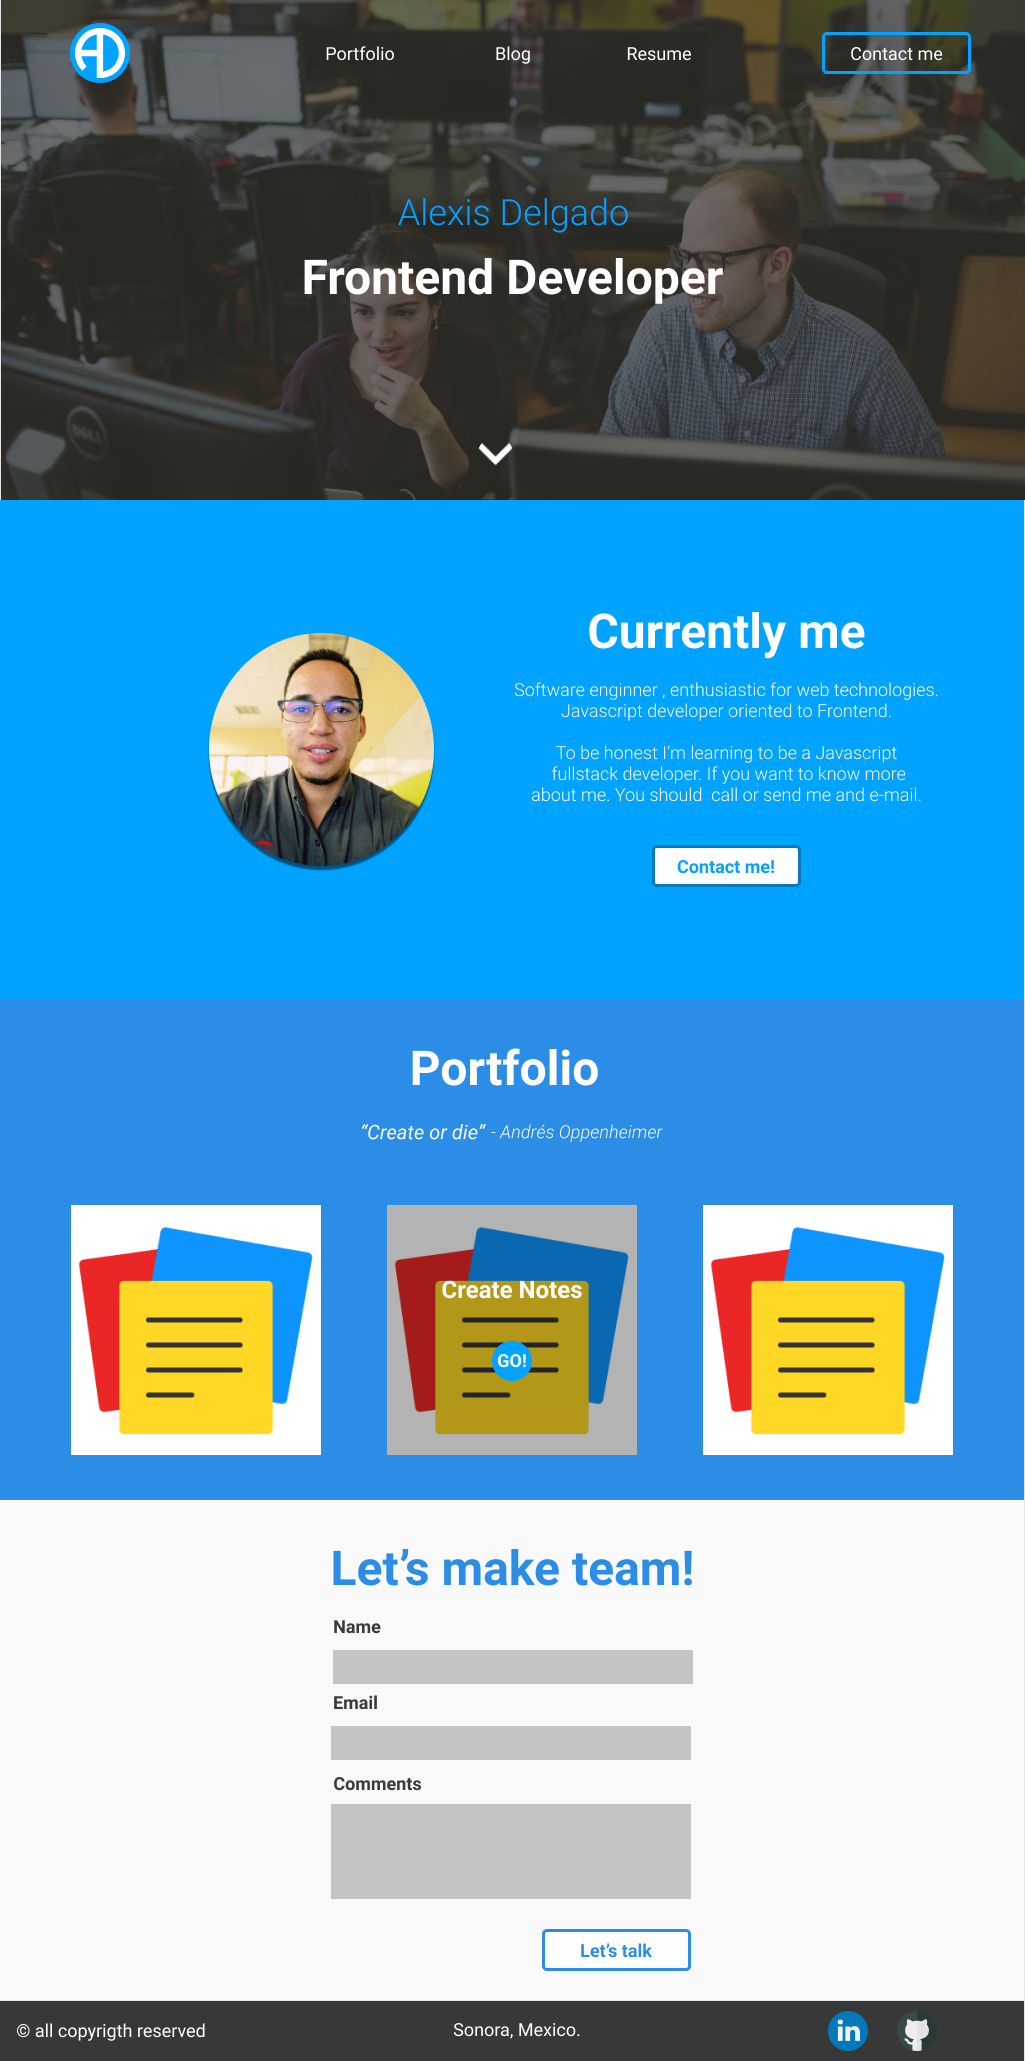 AD
Portfolio
Blog
Resume
Contact me
Alexis Delgado
Frontend Developer
DELL
Currently me
Software enginner , enthusiastic for web technologies.
Javascript developer oriented to Frontend.
To be honest I'm learning to be a Javascript
fullstack developer. If you want to know more
about me. You should  call or send me and e-mail.
Contact me!
Portfolio
“Create or die” - Andrés Oppenheimer
Create Notes
GO!
Let’s make team!
Name
Email
Comments
Let’s talk
© all copyrigth reserved
Sonora, Mexico.
in